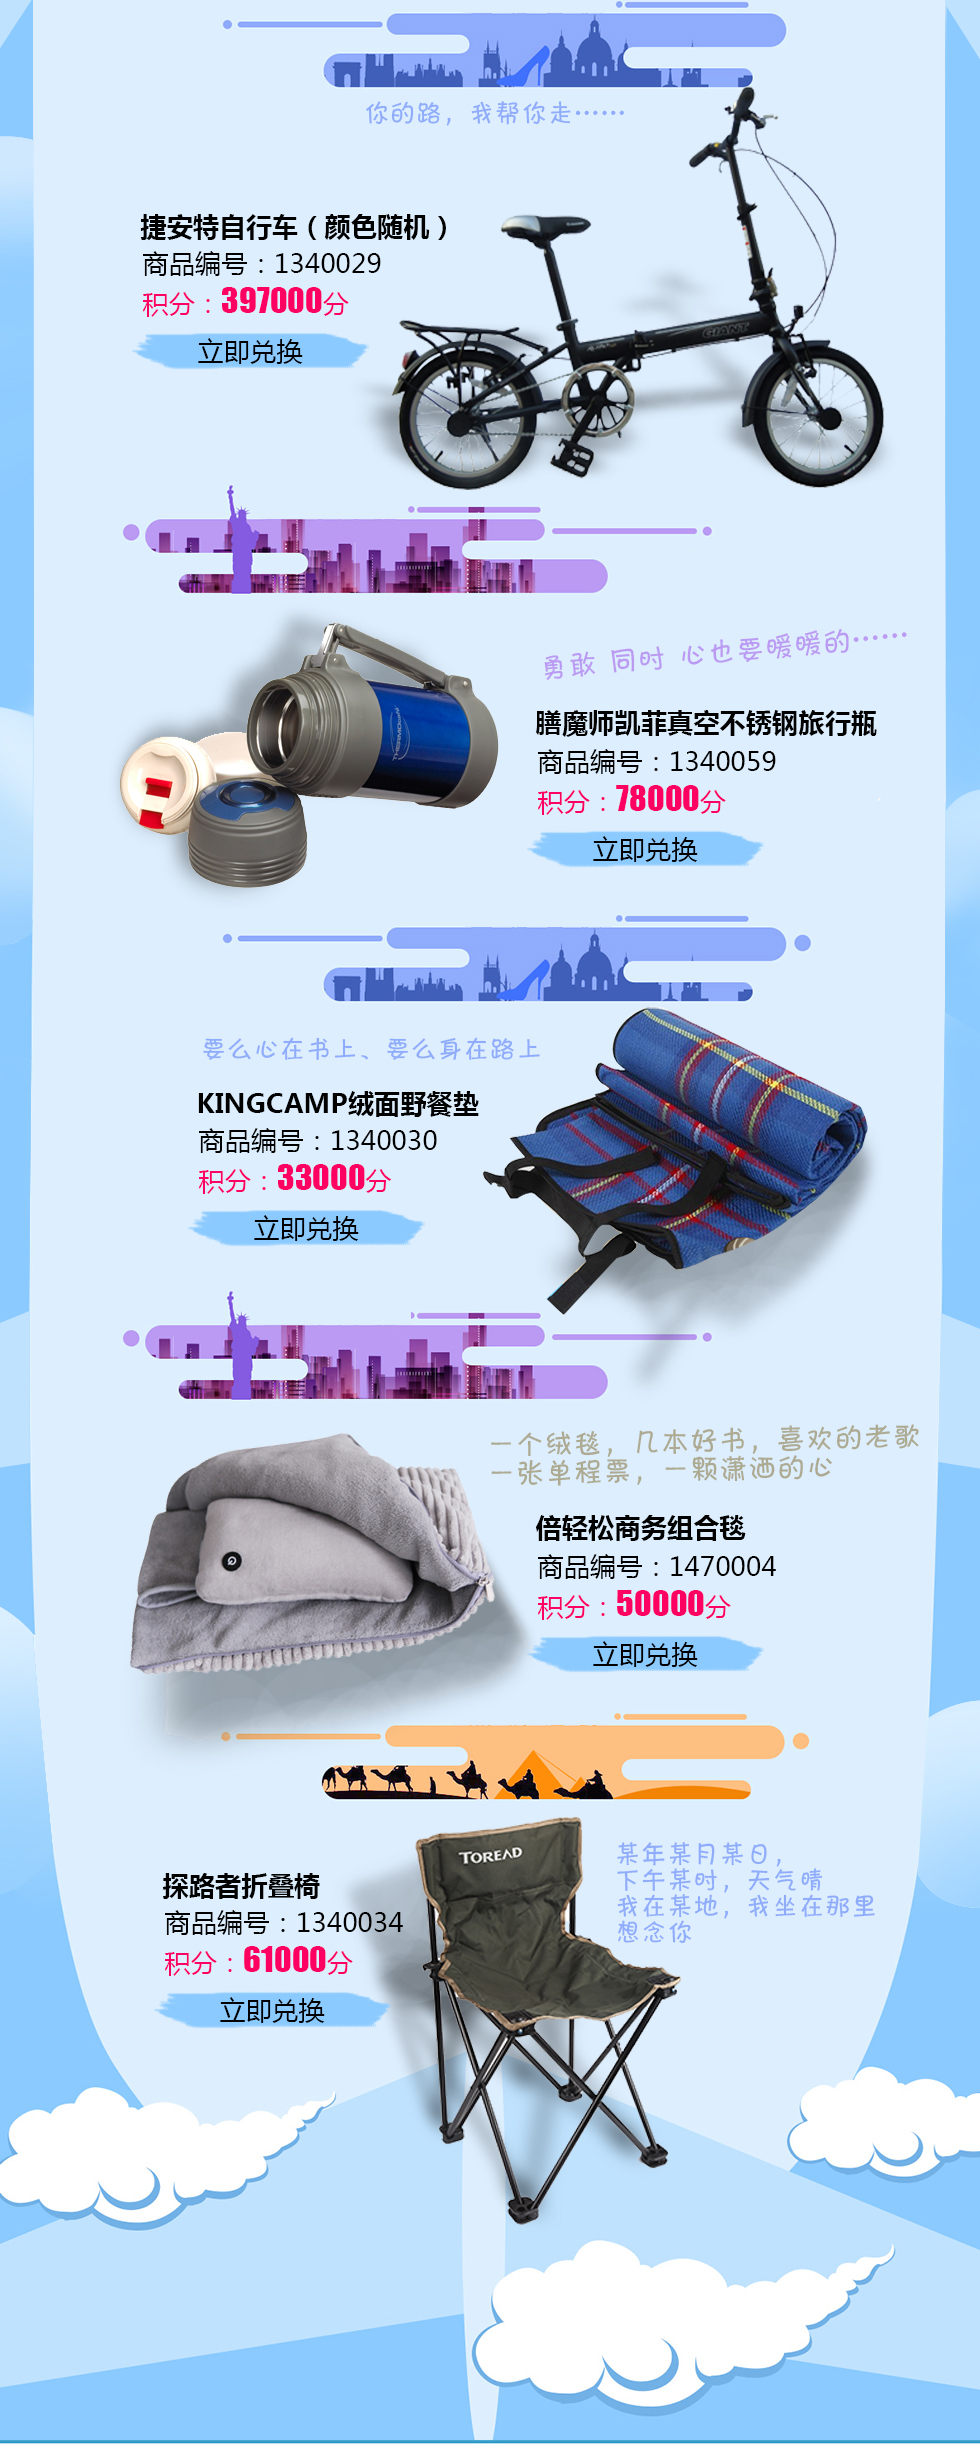 你的路，我帮你走……
捷安特自行车（颜色随机）
商品编号：1340029
积分：397000分
立即兑换
GIANT
勇敢 同时 心也要暖暖的……
THERMOCAFE
膳魔师凯菲真空不锈钢旅行瓶
商品编号：1340059
积分：78000分
立即兑换
要么心在书上、要么身在路上
KINGCAMP绒面野餐垫
商品编号：1340030
积分：33000分
立即兑换
一个绒毯，几本好书，喜欢的老歌
一张单程票，一颗潇洒的心
倍轻松商务组合毯
商品编号：1470004
积分：50000分
立即兑换
TOREAD
某年某月某日，
下午某时，天气晴
我在某地，我坐在那里
想念你
探路者折叠椅
商品编号：1340034
积分：61000分
立即兑换